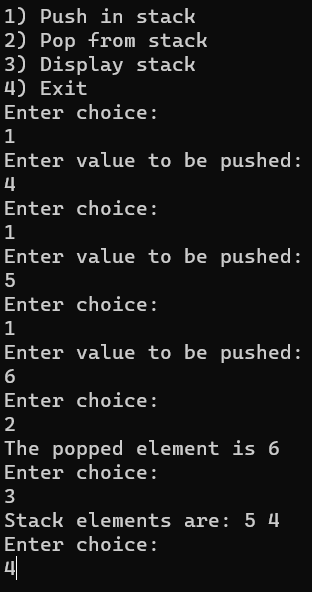 1) Push in stack
2) Pop from stack
3) Display stack
4) Exit
Enter choice:
1
Enter value to be pushed:
4
Enter choice:
1
Enter value to be pushed:
5
Enter choice:
1
Enter value to be pushed:
6
Enter choice:
2
The popped element is 6
Enter choice:
3
Stack elements are: 5 4
Enter choice:
4